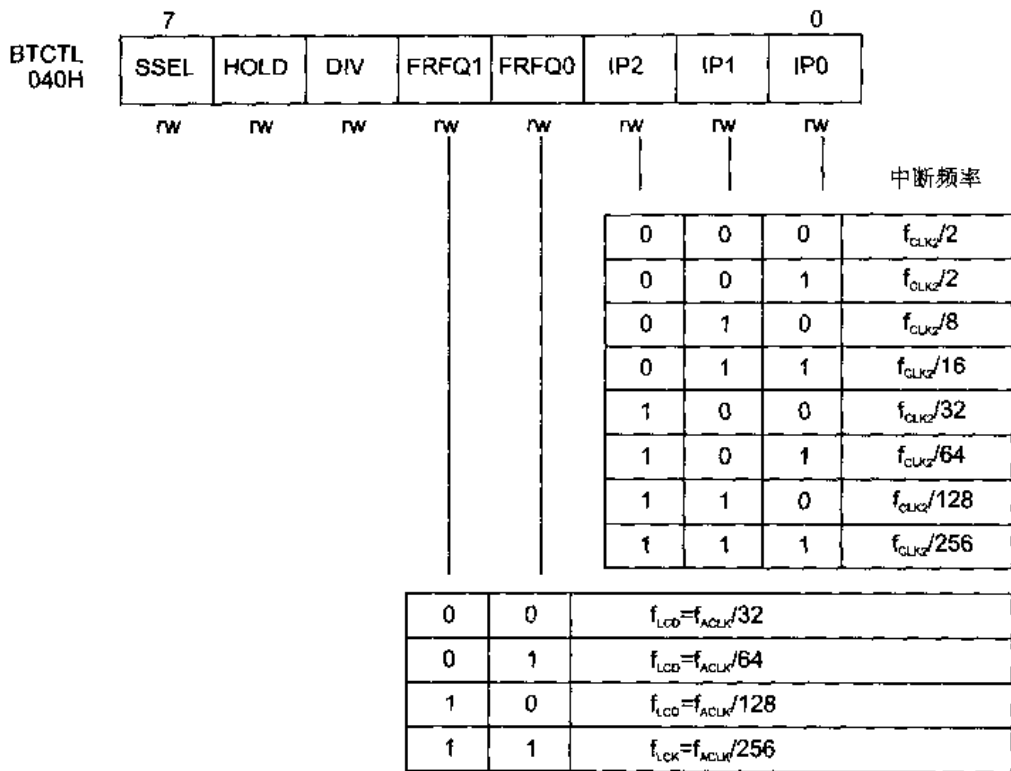 7 0
BTCTL 040H SSEL HOLD DIV FRFQ1 FRFQ0 IP2 IP1 IP0
rw rw rw rw rw rw rw rw
中断频率
0 0 0 fCLK2/2
0 0 1 fCLK2/2
0 1 0 fCLK2/8
0 1 1 fCLK2/16
1 0 0 fCLK2/32
1 0 1 fCLK2/64
1 1 0 fCLK2/128
1 1 1 fCLK2/256
0 0 fLCD=fACLK/32
0 1 fLCD=fACLK/64
1 0 fLCD=fACLK/128
1 1 fLCK=fACLK/256